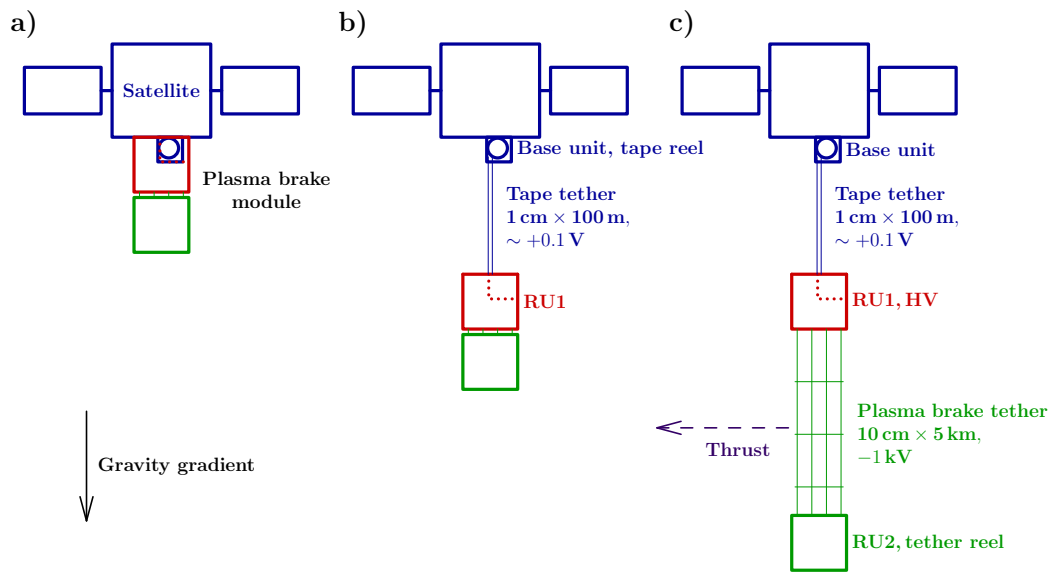 a)
Satellite
Plasma brake
module
Gravity gradient
b)
Base unit, tape reel
Tape tether
1 cm × 100 m,
∼ +0.1 V
RU1
c)
Base unit
Tape tether
1 cm × 100 m,
∼ +0.1 V
RU1, HV
Thrust
Plasma brake tether
10 cm × 5 km,
−1 kV
RU2, tether reel